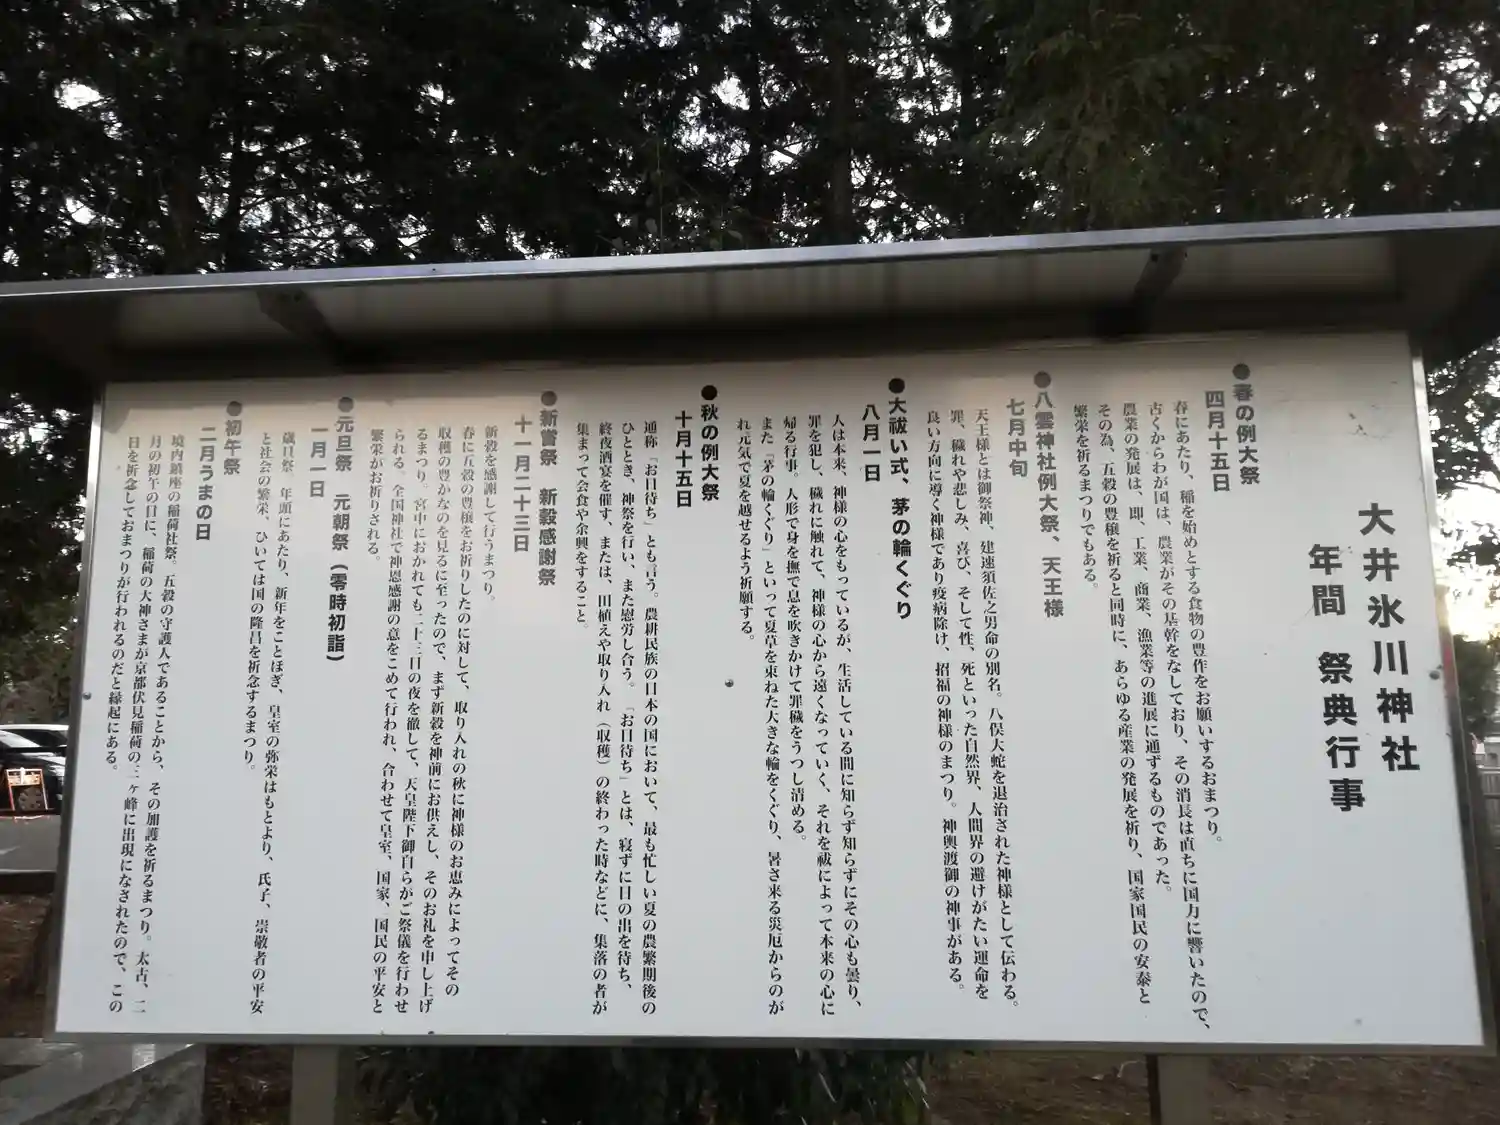 大井氷川神社
年間 祭典行事
●春の例大祭
四月十五日
春にあたり、稲を始めとする食物の豊作をお願いするおまつり。
古くからわが国は、農業がその基幹をなしており、その消長は直ちに国力に響いたので、
農業の発展は、即、工業、商業、漁業等の進展に通ずるものであった。
その為、五穀の豊穣を祈ると同時に、あらゆる産業の発展を祈り、国家国民の安泰と
繁栄を祈るまつりでもある。
●八雲神社例大祭、天王様
七月中旬
天王様とは御祭神、建速須佐之男命の別名。八俣大蛇を退治された神様として伝わる。
罪、穢れや悲しみ、喜び、そして性、死といった自然界、人間界の避けがたい運命を
良い方向に導く神様であり疫病除け、招福の神様のまつり。神輿渡御の神事がある。
●大祓い式、茅の輪くぐり
八月一日
人は本来、神様の心をもっているが、生活している間に知らず知らずにその心も曇り、
罪を犯し、穢れに触れて、神様の心から遠くなっていく、それを祓によって本来の心に
帰る行事。人形で身を撫で息を吹きかけて罪穢をうつし清める。
また「茅の輪くぐり」といって夏草を束ねた大きな輪をくぐり、暑さ来る災厄からのが
れ元気で夏を越せるよう祈願する。
●秋の例大祭
十月十五日
通称「お日待ち」とも言う。農耕民族の日本の国において、最も忙しい夏の農繁期後の
ひととき、神祭を行い、また慰労し合う。「お日待ち」とは、寝ずに日の出を待ち、
終夜酒宴を催す、または、田植えや取り入れ（収穫）の終わった時などに、集落の者が
集まって会食や余興をすること。
●新嘗祭 新穀感謝祭
十一月二十三日
新穀を感謝して行うまつり。
春に五穀の豊穣をお祈りしたのに対して、取り入れの秋に神様のお恵みによってその
収穫の豊かなのを見るに至ったので、まず新穀を神前にお供えし、そのお礼を申し上げ
るまつり。宮中におかれても二十三日の夜を徹して、天皇陛下御自らがご祭儀を行わせ
られる。全国神社で神恩感謝の意をこめて行われ、合わせて皇室、国家、国民の平安と
繁栄がお祈りされる。
●元旦祭 元朝祭（零時初詣）
一月一日
歳旦祭 年頭にあたり、新年をことほぎ、皇室の弥栄はもとより、氏子、崇敬者の平安
と社会の繁栄、ひいては国の隆昌を祈念するまつり。
●初午祭
二月うまの日
境内鎮座の稲荷社祭。五穀の守護人であることから、その加護を祈るまつり。太古、二
月の初午の日に、稲荷の大神さまが京都伏見稲荷の三ヶ峰に出現になされたので、この
日を祈念しておまつりが行われるのだと縁起にある。